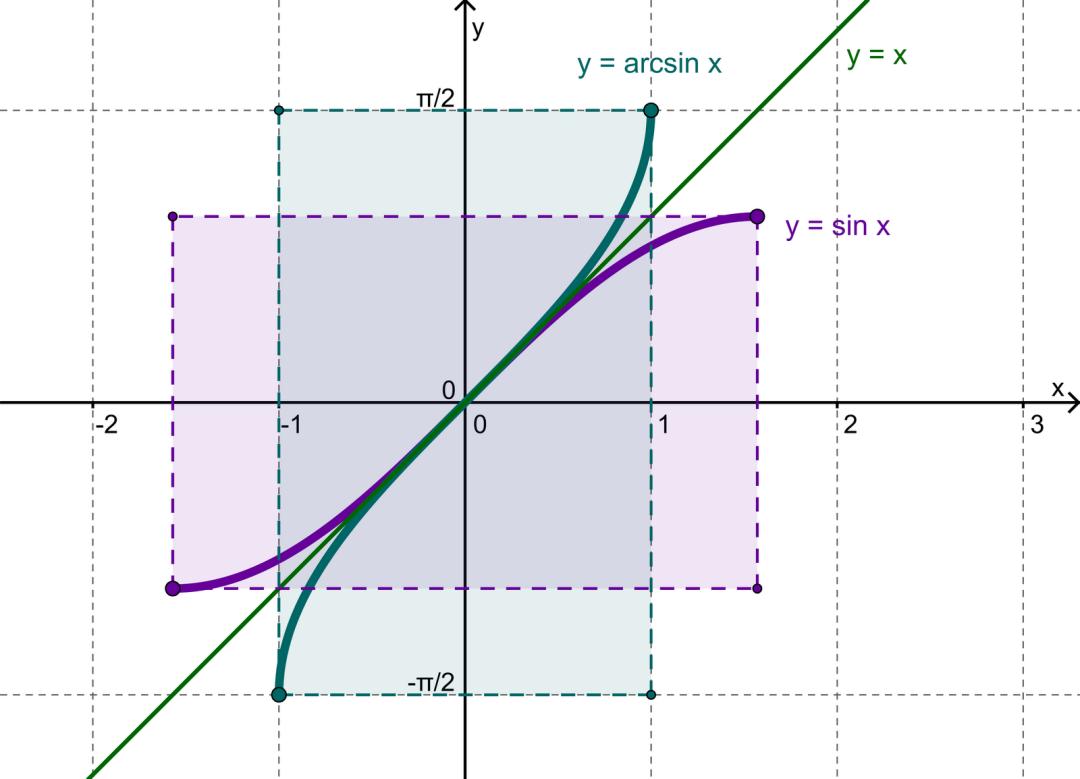 y
y = arcsin x
y = x
π/2
y = sin x
0
x
-2
-1
0
1
2
3
-π/2